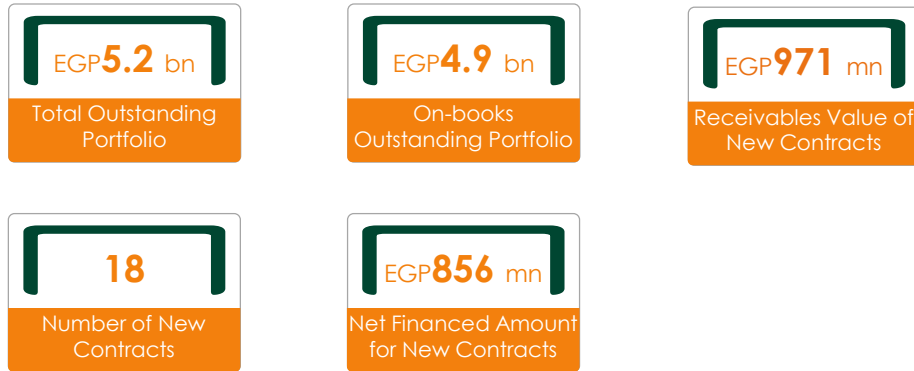 EGP5.2 bn
Total Outstanding
Portfolio
EGP4.9 bn
On-books
Outstanding Portfolio
EGP971 mn
Receivables Value of
New Contracts
18
Number of New
Contracts
EGP856 mn
Net Financed Amount
for New Contracts